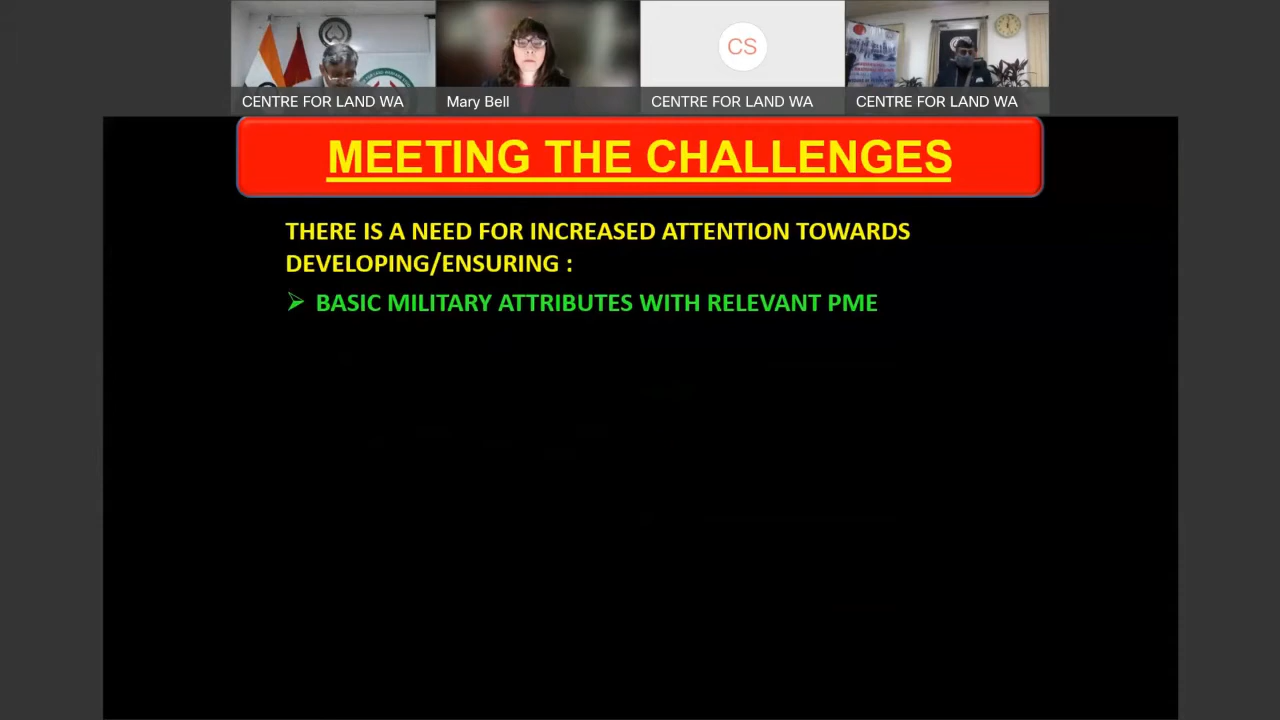 CENTRE FOR LAND WA
Mary Bell
CS
CENTRE FOR LAND WA
CENTRE FOR LAND WA
MEETING THE CHALLENGES
THERE IS A NEED FOR INCREASED ATTENTION TOWARDS
DEVELOPING/ENSURING :
➢ BASIC MILITARY ATTRIBUTES WITH RELEVANT PME